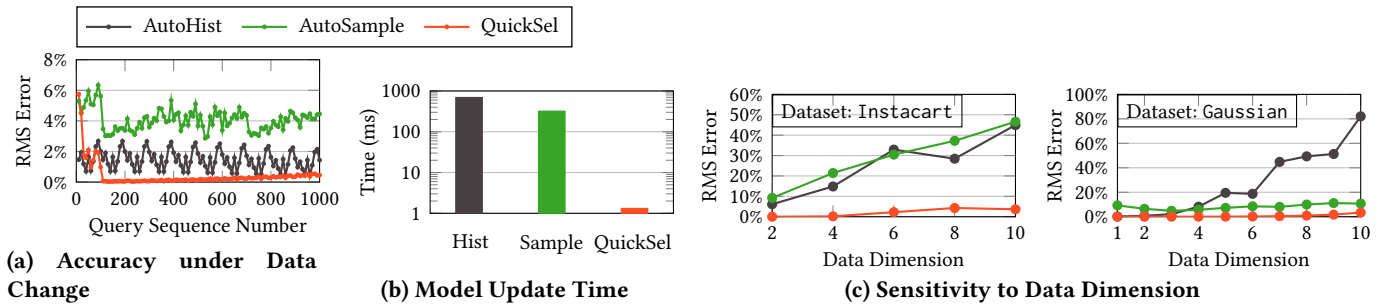 AutoHist AutoSample QuickSel
8%
6%
4%
2%
0%
RMS Error
0 200 400 600 800 1000
Query Sequence Number
(a) Accuracy under Data
Change
1000
100
10
1
Time (ms)
Hist Sample QuickSel
(b) Model Update Time
60%
50%
40%
30%
20%
10%
0%
RMS Error
Dataset: Instacart
2 4 6 8 10
Data Dimension
100%
80%
60%
40%
20%
0%
RMS Error
Dataset: Gaussian
1 2 4 6 8 10
Data Dimension
(c) Sensitivity to Data Dimension